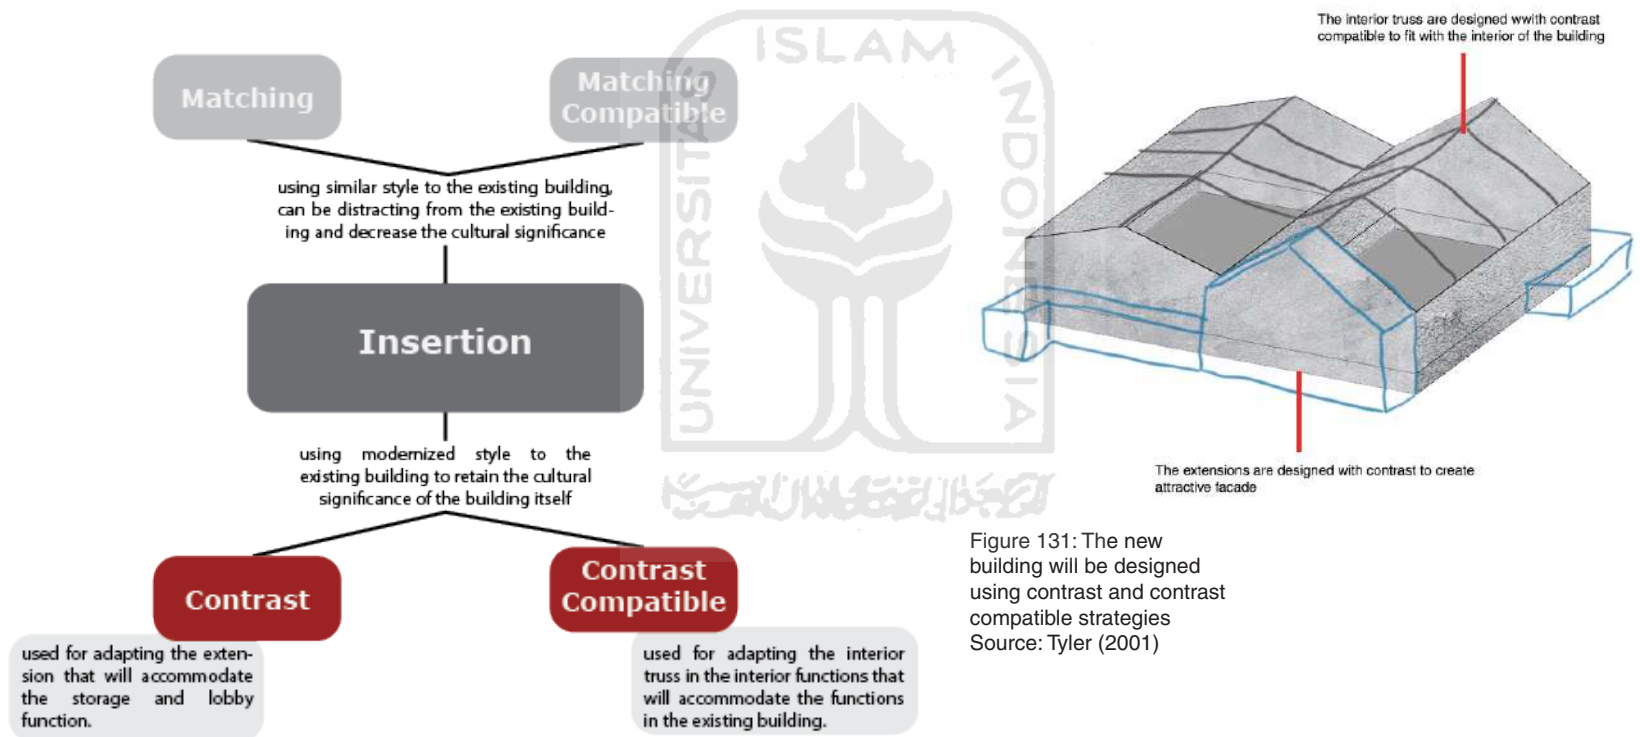 Matching
Matching
Compatible
using similar style to the existing building,
can be distracting from the existing build-
ing and decrease the cultural significance
Insertion
using modernized style to the
existing building to retain the cultural
significance of the building itself
Contrast
Contrast
Compatible
used for adapting the exten-
sion that will accommodate
the storage and lobby
function.
used for adapting the interior
truss in the interior functions that
will accommodate the functions
in the existing building.
UNIVERSITAS
ISLAM
INDONESIA
The interior truss are designed wwith contrast
compatible to fit with the interior of the building
The extensions are designed with contrast to create
attractive facade
Figure 131: The new
building will be designed
using contrast and contrast
compatible strategies
Source: Tyler (2001)